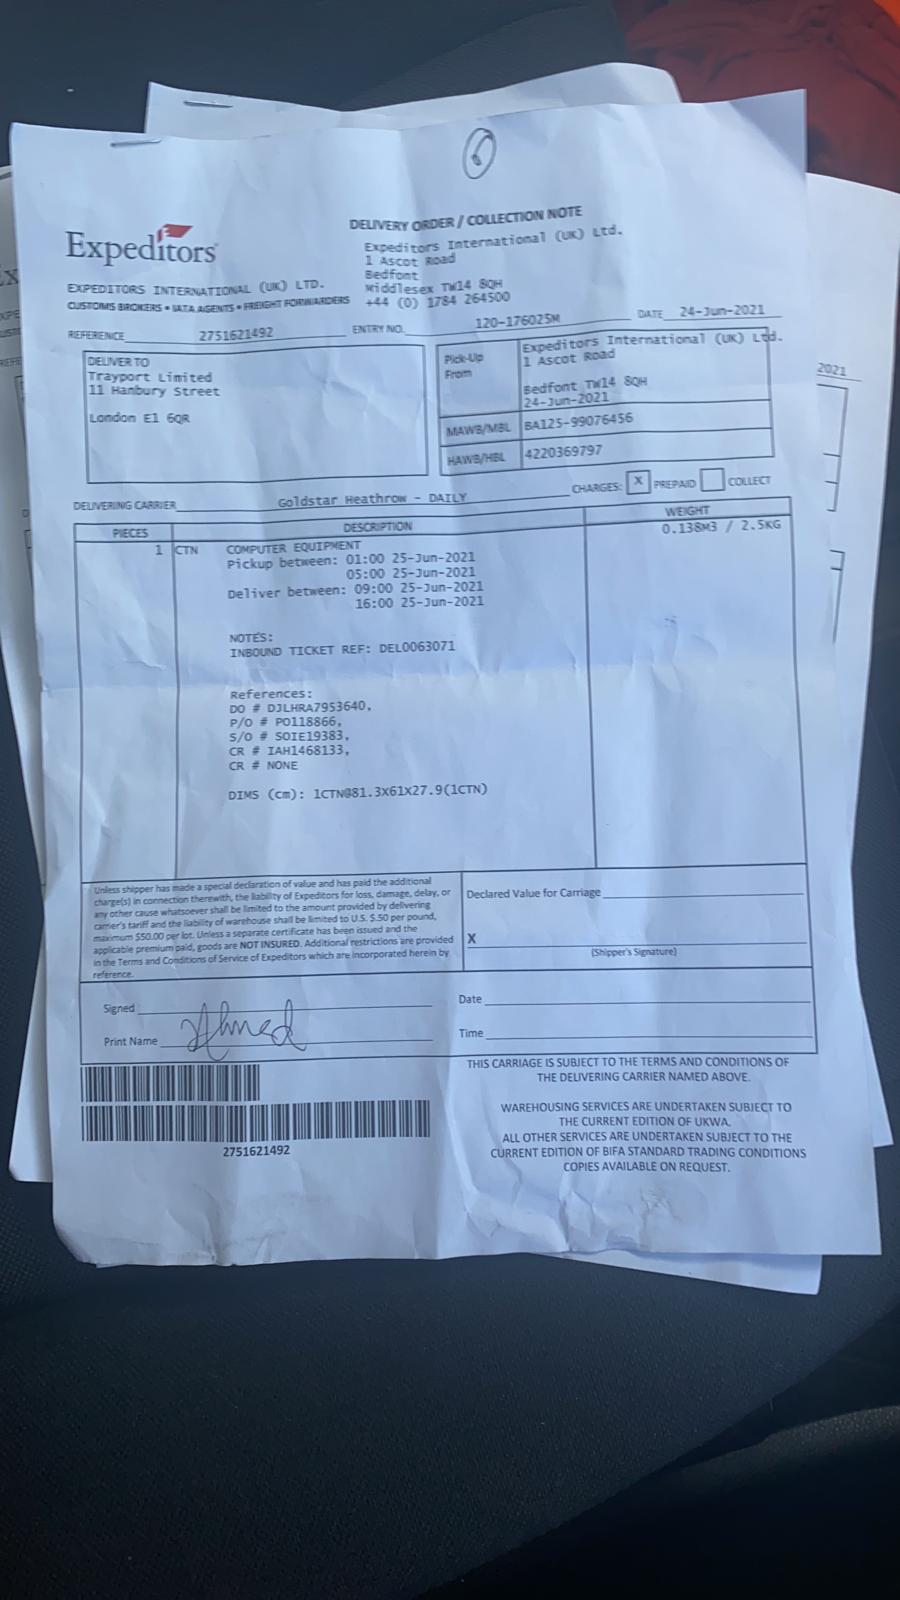 6
DELIVERY ORDER / COLLECTION NOTE
Expeditors
Expeditors International (UK) Ltd.
1 Ascot Road
Bedfont
Middlesex TW14 8QH
+44 (0) 1784 264500
EXPEDITORS INTERNATIONAL (UK) LTD.
CUSTOMS BROKERS • IATA AGENTS • FREIGHT FORWARDERS
REFERENCE 2751621492 ENTRY NO. 120-176025M DATE 24-Jun-2021
DELIVER TO
Trayport Limited
11 Hanbury Street
London E1 6QR
Pick-Up From
Expeditors International (UK) Ltd.
1 Ascot Road
Bedfont TW14 8QH
24-Jun-2021
MAWB/MBL BA125-99076456
HAWB/HBL 4220369797
2021
DELIVERING CARRIER Goldstar Heathrow - DAILY CHARGES: X PREPAID COLLECT
PIECES DESCRIPTION WEIGHT
1 CTN COMPUTER EQUIPMENT 0.138M3 / 2.5KG
Pickup between: 01:00 25-Jun-2021
05:00 25-Jun-2021
Deliver between: 09:00 25-Jun-2021
16:00 25-Jun-2021
NOTES:
INBOUND TICKET REF: DEL0063071
References:
DO # DJLHRA7953640,
P/O # PO118866,
S/O # SOIE19383,
CR # IAH1468133,
CR # NONE
DIMS (cm): 1CTN@81.3X61X27.9(1CTN)
Unless shipper has made a special declaration of value and has paid the additional
charge(s) in connection therewith, the liability of Expeditors for loss, damage, delay, or
any other cause whatsoever shall be limited to the amount provided by delivering
carrier's tariff and the liability of warehouse shall be limited to U.S. $.50 per pound,
maximum $50.00 per lot. Unless a separate certificate has been issued and the
applicable premium paid, goods are NOT INSURED. Additional restrictions are provided
in the Terms and Conditions of Service of Expeditors which are incorporated herein by
reference.
Declared Value for Carriage
X
(Shipper's Signature)
Signed
Print Name Ahmed
Date
Time
THIS CARRIAGE IS SUBJECT TO THE TERMS AND CONDITIONS OF
THE DELIVERING CARRIER NAMED ABOVE.
WAREHOUSING SERVICES ARE UNDERTAKEN SUBJECT TO
THE CURRENT EDITION OF UKWA.
ALL OTHER SERVICES ARE UNDERTAKEN SUBJECT TO THE
CURRENT EDITION OF BIFA STANDARD TRADING CONDITIONS
COPIES AVAILABLE ON REQUEST.
2751621492